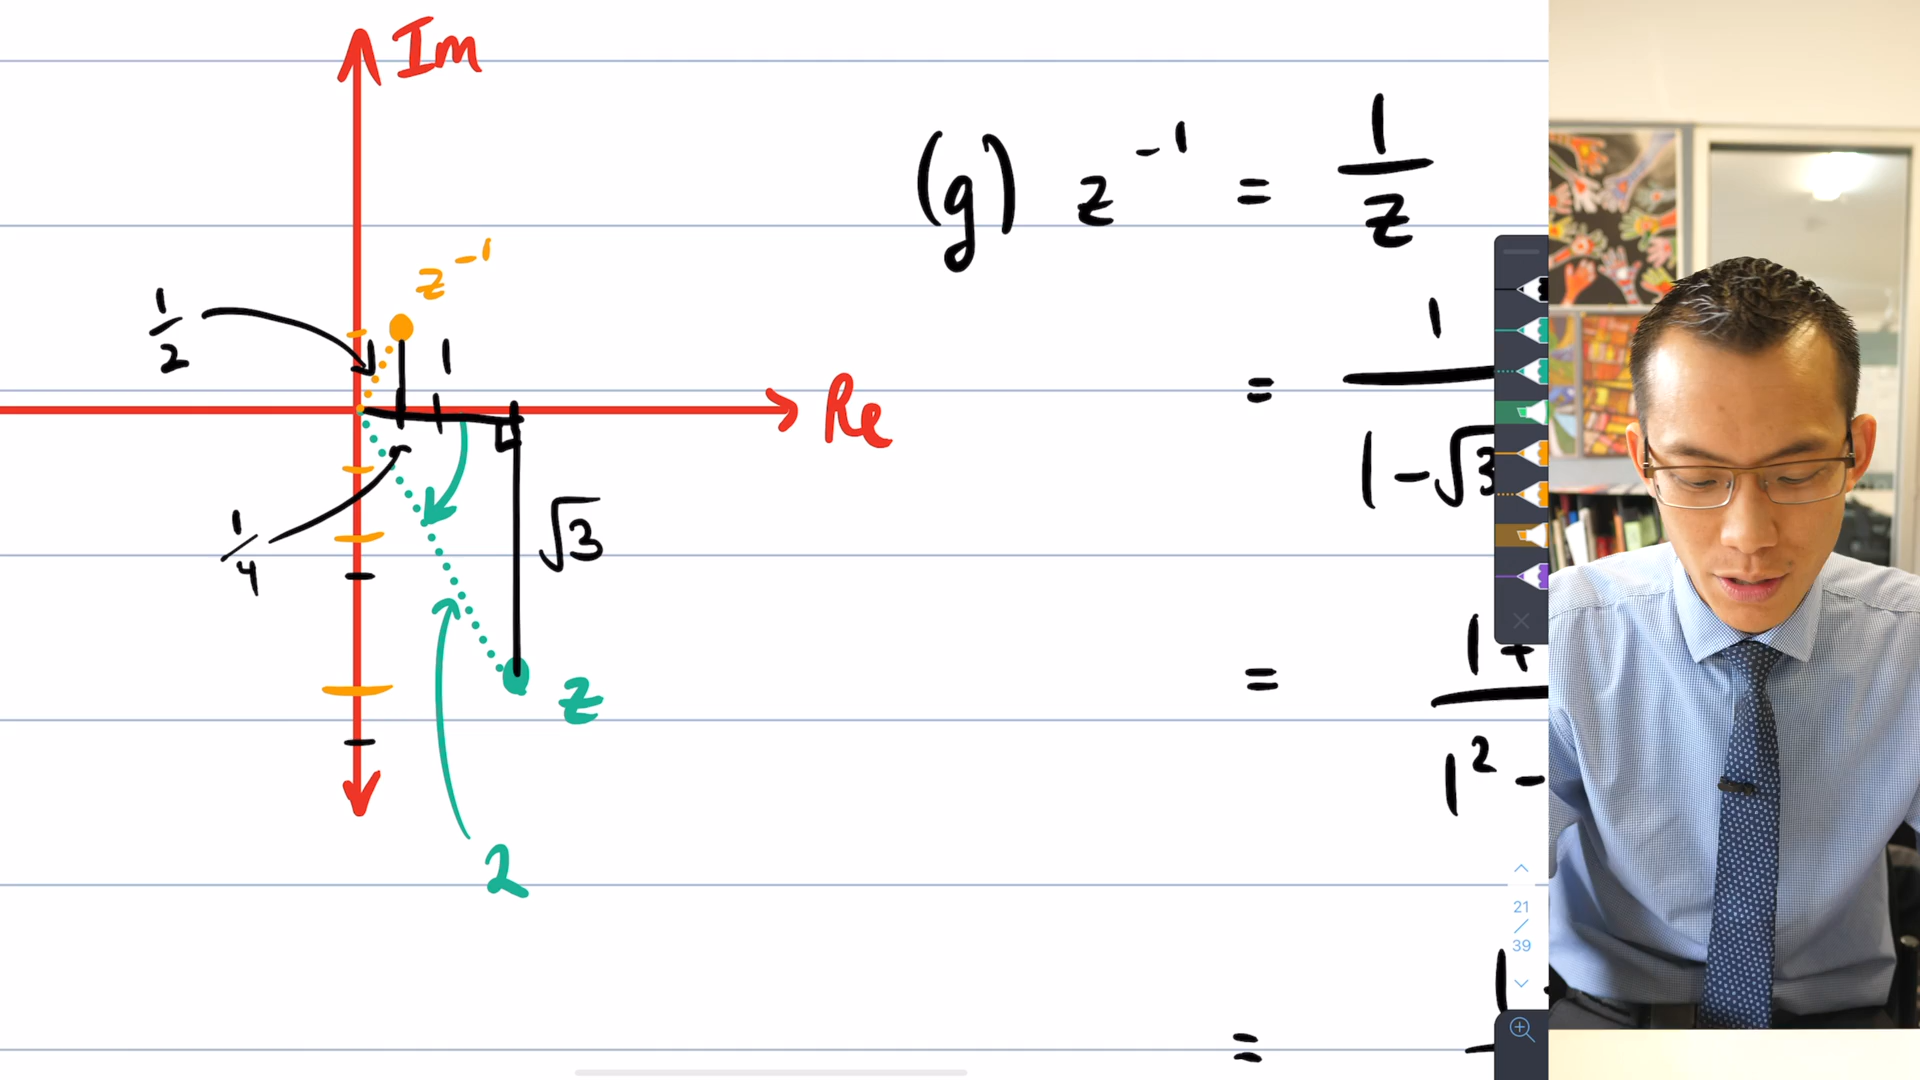 Im
z⁻¹
1/2
1
Re
√3
1/4
z
2
(g) z⁻¹ = 1/z
= 1/(1-√3
= 1+/(1² -
= 1
21
/
39